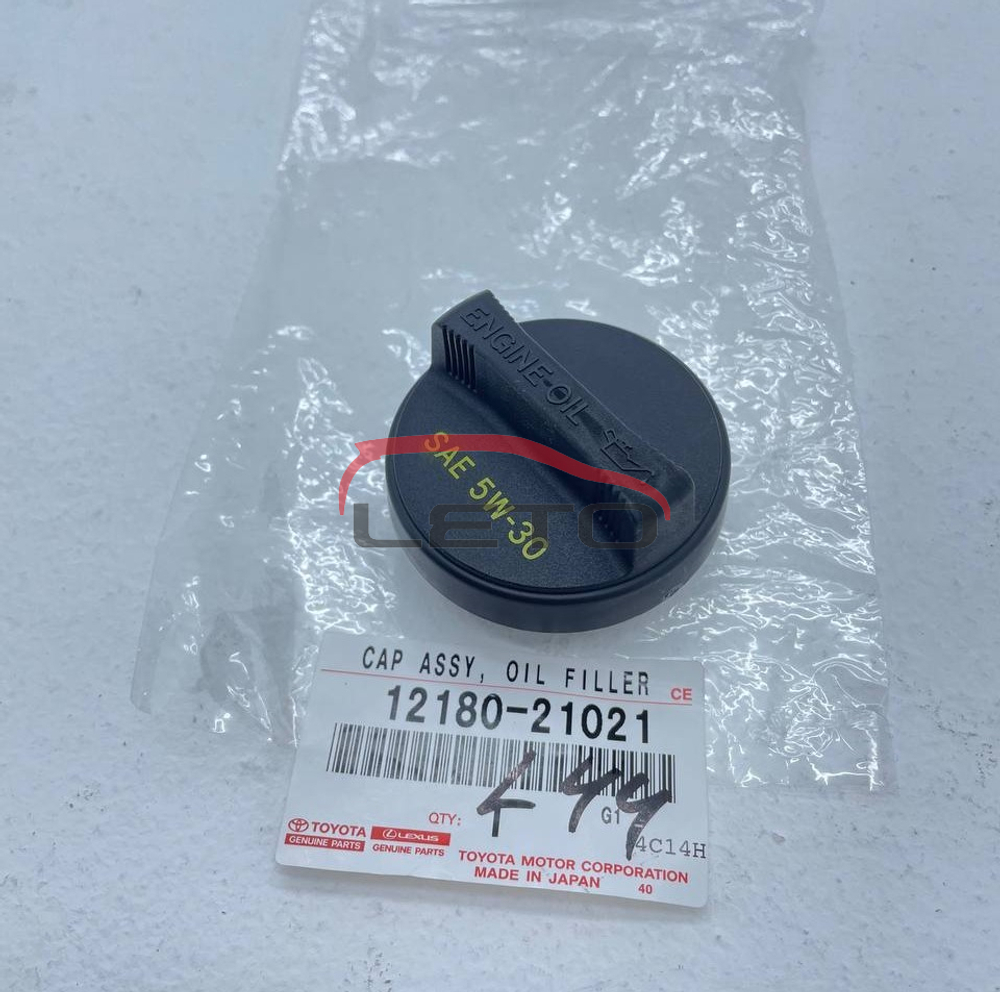 ENGINE-OIL
SAE 5W-30
LETO
CAP ASSY, OIL FILLER
CE
12180-21021
L 44
QTY:
G1
4C14H
TOYOTA
GENUINE PARTS
LEXUS
GENUINE PARTS
TOYOTA MOTOR CORPORATION
MADE IN JAPAN
40